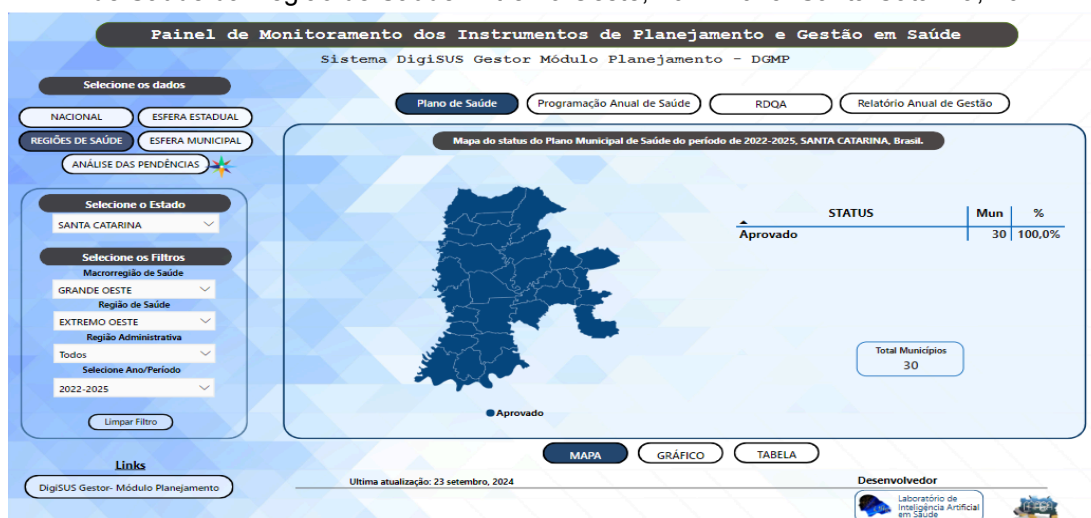 Painel de Monitoramento dos Instrumentos de Planejamento e Gestão em Saúde
Sistema DigiSUS Gestor Módulo Planejamento - DGMP
Selecione os dados
NACIONAL
ESFERA ESTADUAL
REGIÕES DE SAÚDE
ESFERA MUNICIPAL
ANÁLISE DAS PENDÊNCIAS
Plano de Saúde
Programação Anual de Saúde
RDQA
Relatório Anual de Gestão
Selecione o Estado
SANTA CATARINA
Selecione os Filtros
Macrorregião de Saúde
GRANDE OESTE
Região de Saúde
EXTREMO OESTE
Região Administrativa
Todos
Selecione Ano/Período
2022-2025
Limpar Filtro
Links
DigiSUS Gestor- Módulo Planejamento
Mapa do status do Plano Municipal de Saúde do período de 2022-2025, SANTA CATARINA, Brasil.
STATUS Mun %
Aprovado 30 100,0%
Total Municípios
30
Aprovado
MAPA
GRÁFICO
TABELA
Ultima atualização: 23 setembro, 2024
Desenvolvedor
Laboratório de
Inteligência Artificial
em Saúde